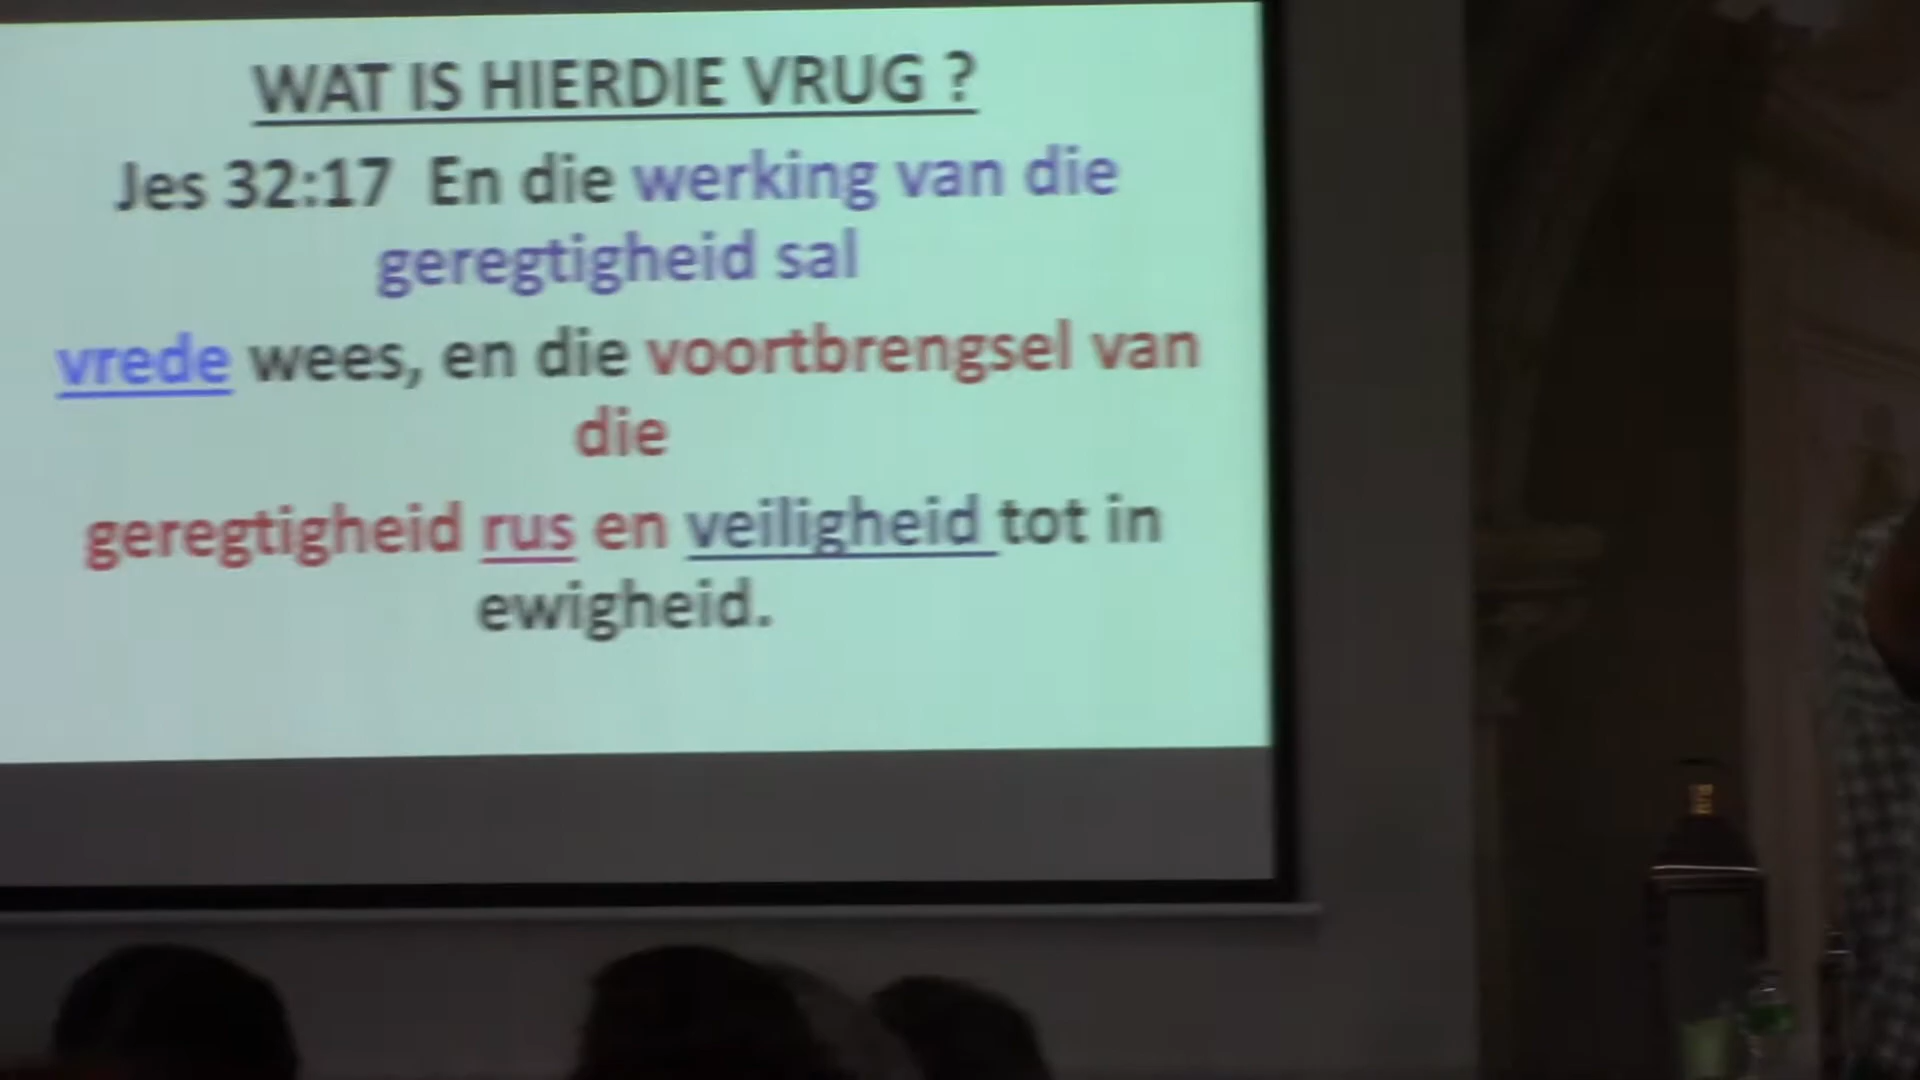 WAT IS HIERDIE VRUG ?
Jes 32:17 En die werking van die
geregtigheid sal
vrede wees, en die voortbrengsel van
die
geregtigheid rus en veiligheid tot in
ewigheid.